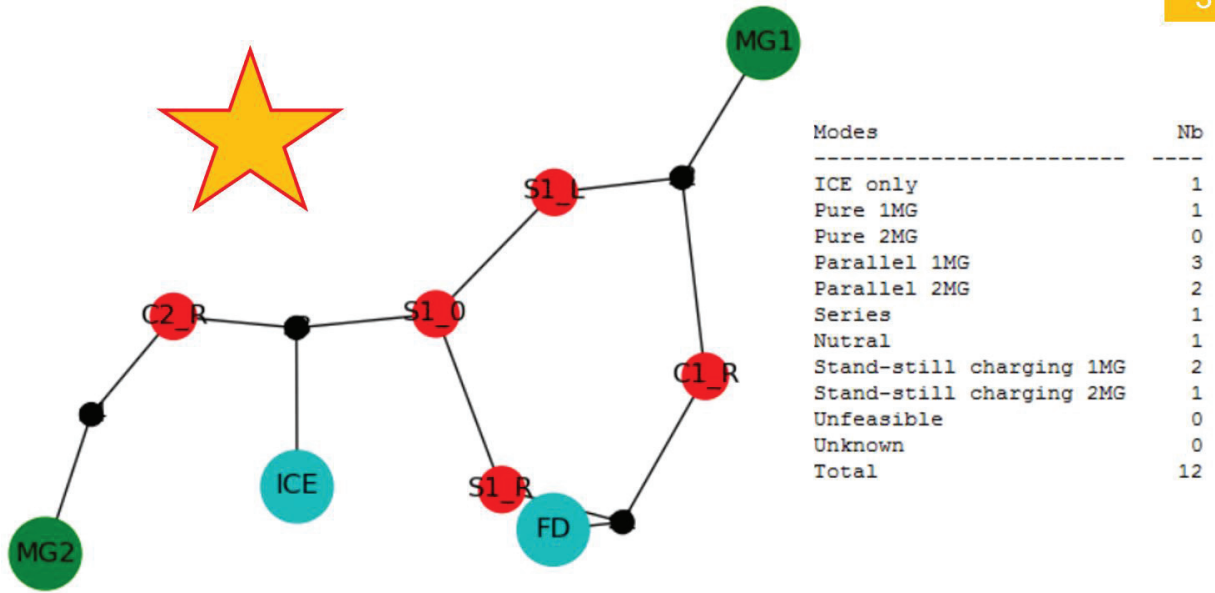 MG1
S1_L
S1_0
C2_R
C1_R
ICE
S1_R
FD
MG2
Modes Nb
------------------------- ----
ICE only 1
Pure 1MG 1
Pure 2MG 0
Parallel 1MG 3
Parallel 2MG 2
Series 1
Nutral 1
Stand-still charging 1MG 2
Stand-still charging 2MG 1
Unfeasible 0
Unknown 0
Total 12